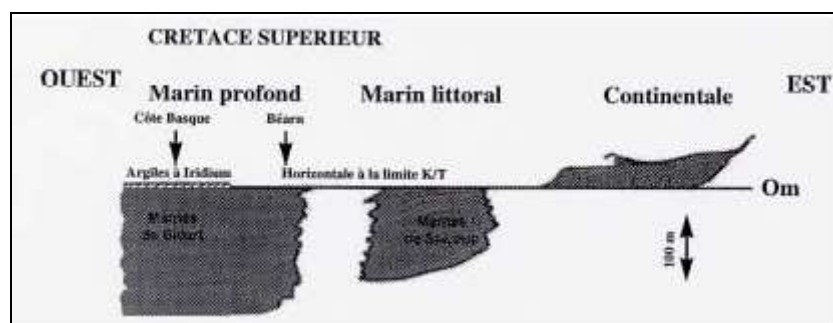 CRETACE SUPERIEUR
OUEST
EST
Marin profond
Marin littoral
Continentale
Côte Basque
Béarn
Argiles à Iridium
Horizontale à la limite K/T
Om
Marnes
de Bidart
Marnes
100 m